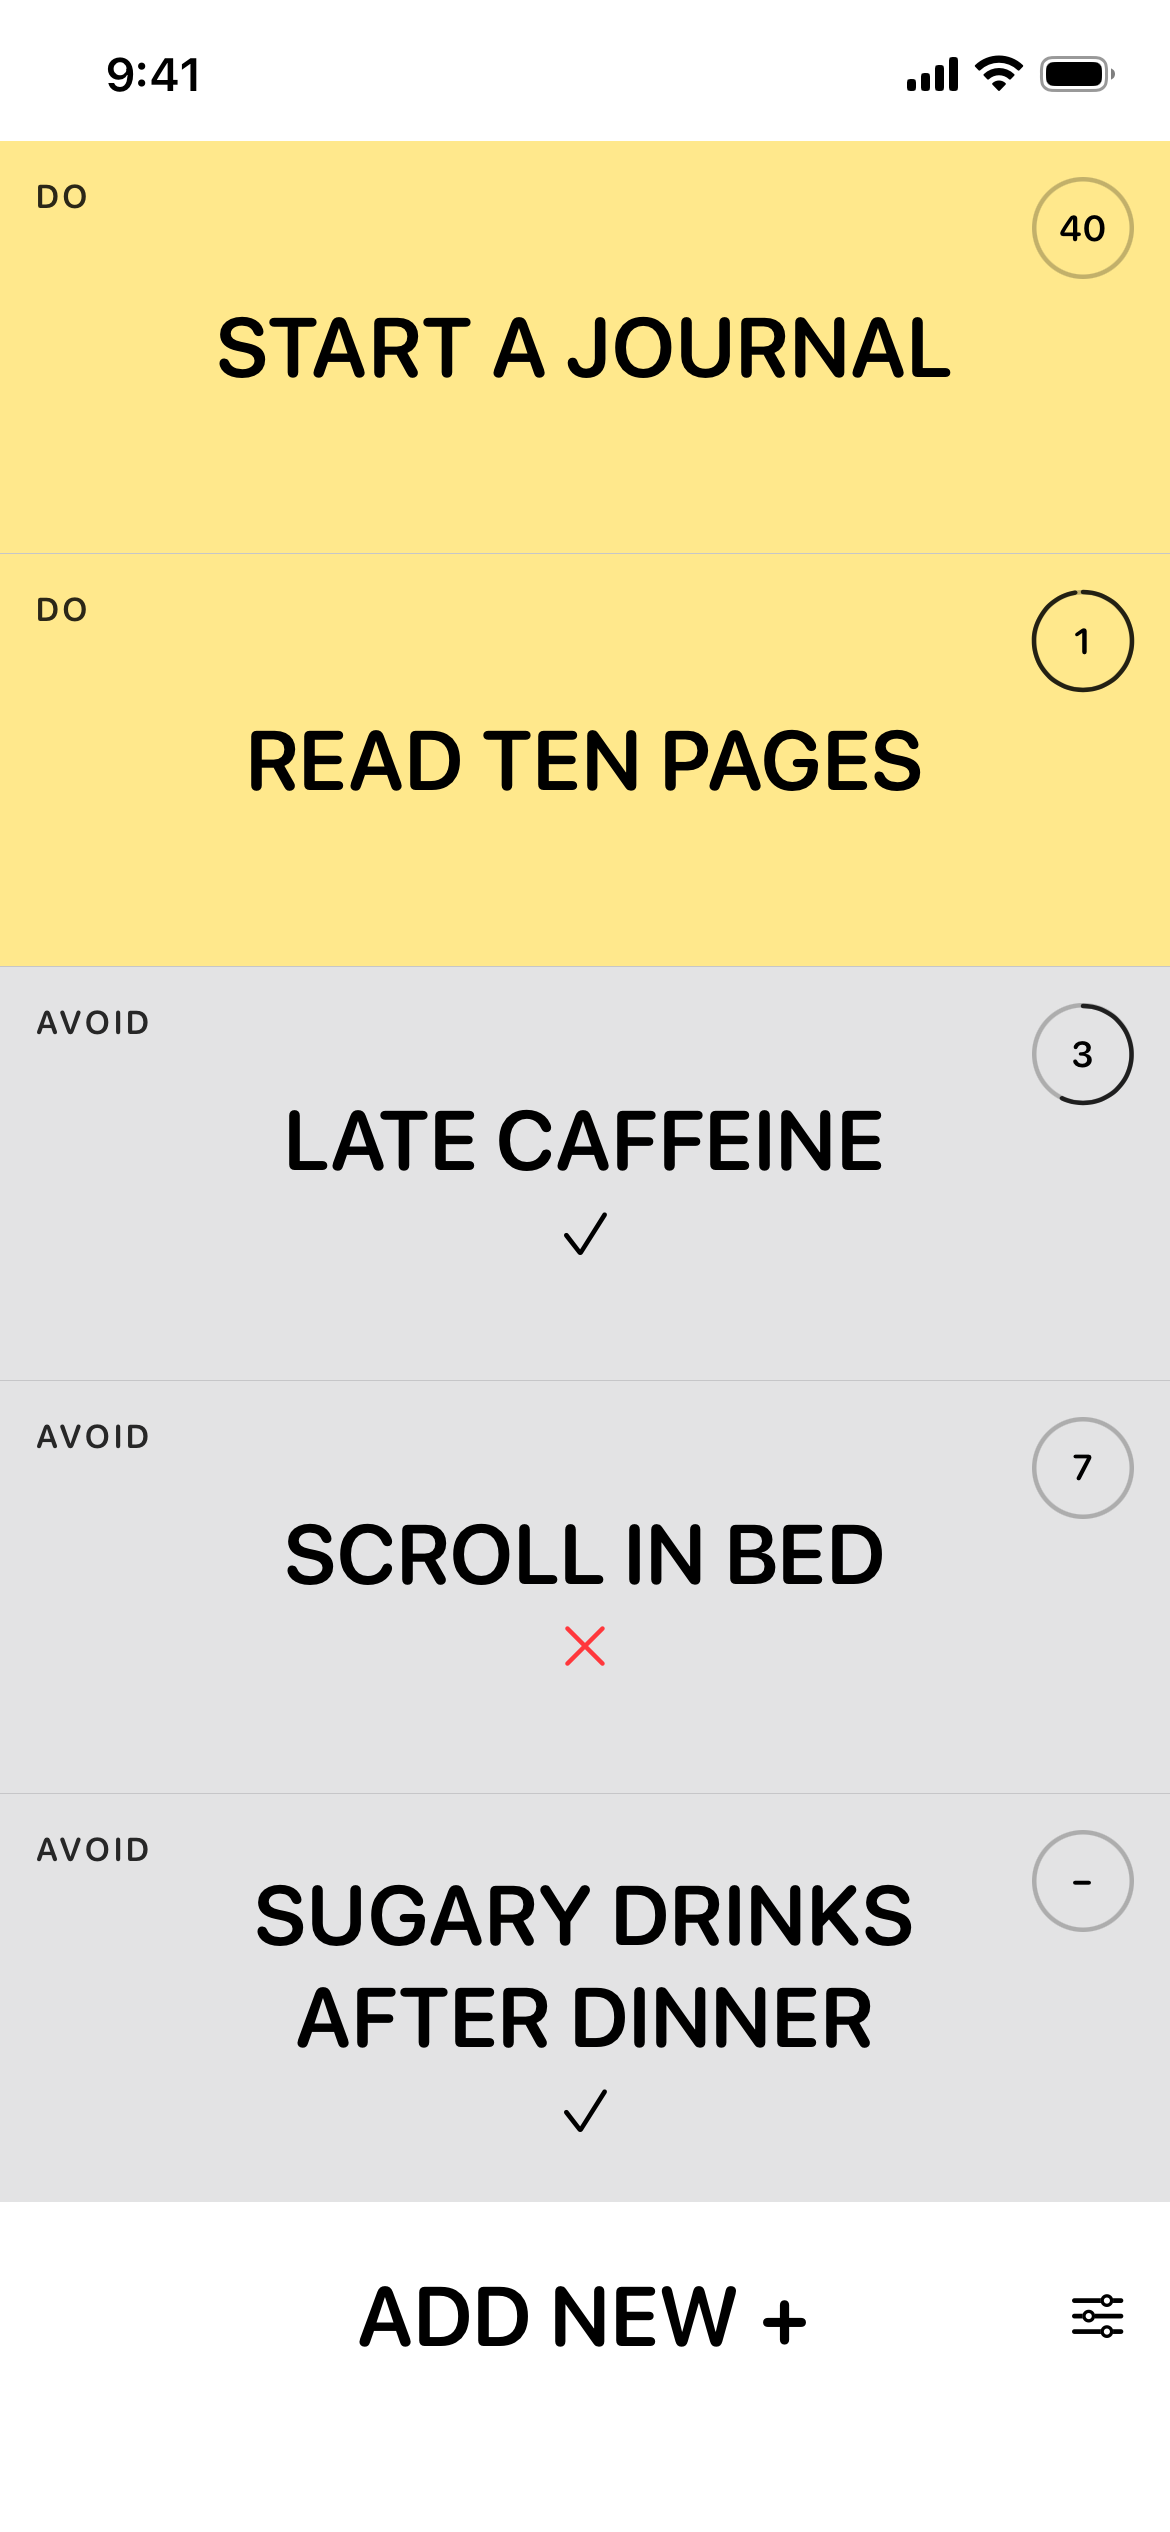 9:41
DO
40
START A JOURNAL
DO
1
READ TEN PAGES
AVOID
3
LATE CAFFEINE
AVOID
7
SCROLL IN BED
AVOID
–
SUGARY DRINKS
AFTER DINNER
ADD NEW +